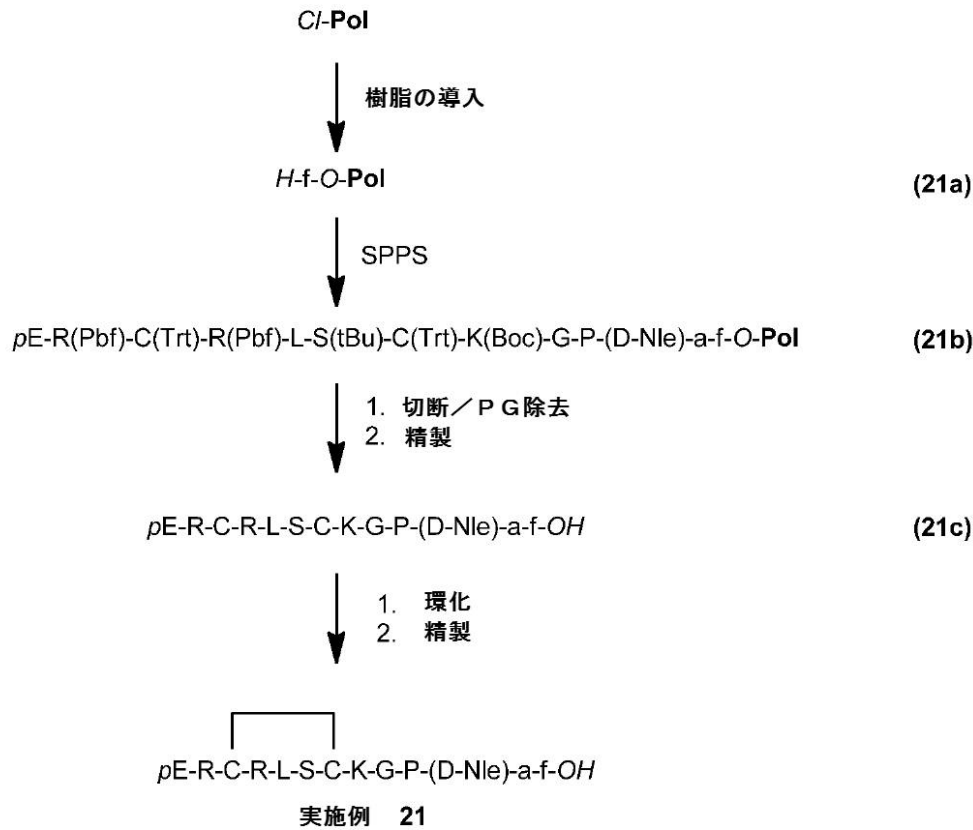 Cl-Pol
樹脂の導入
H-f-O-Pol (21a)
SPPS
pE-R(Pbf)-C(Trt)-R(Pbf)-L-S(tBu)-C(Trt)-K(Boc)-G-P-(D-Nle)-a-f-O-Pol (21b)
1. 切断／ＰＧ除去
2. 精製
pE-R-C-R-L-S-C-K-G-P-(D-Nle)-a-f-OH (21c)
1. 環化
2. 精製
pE-R-C-R-L-S-C-K-G-P-(D-Nle)-a-f-OH
実施例 21